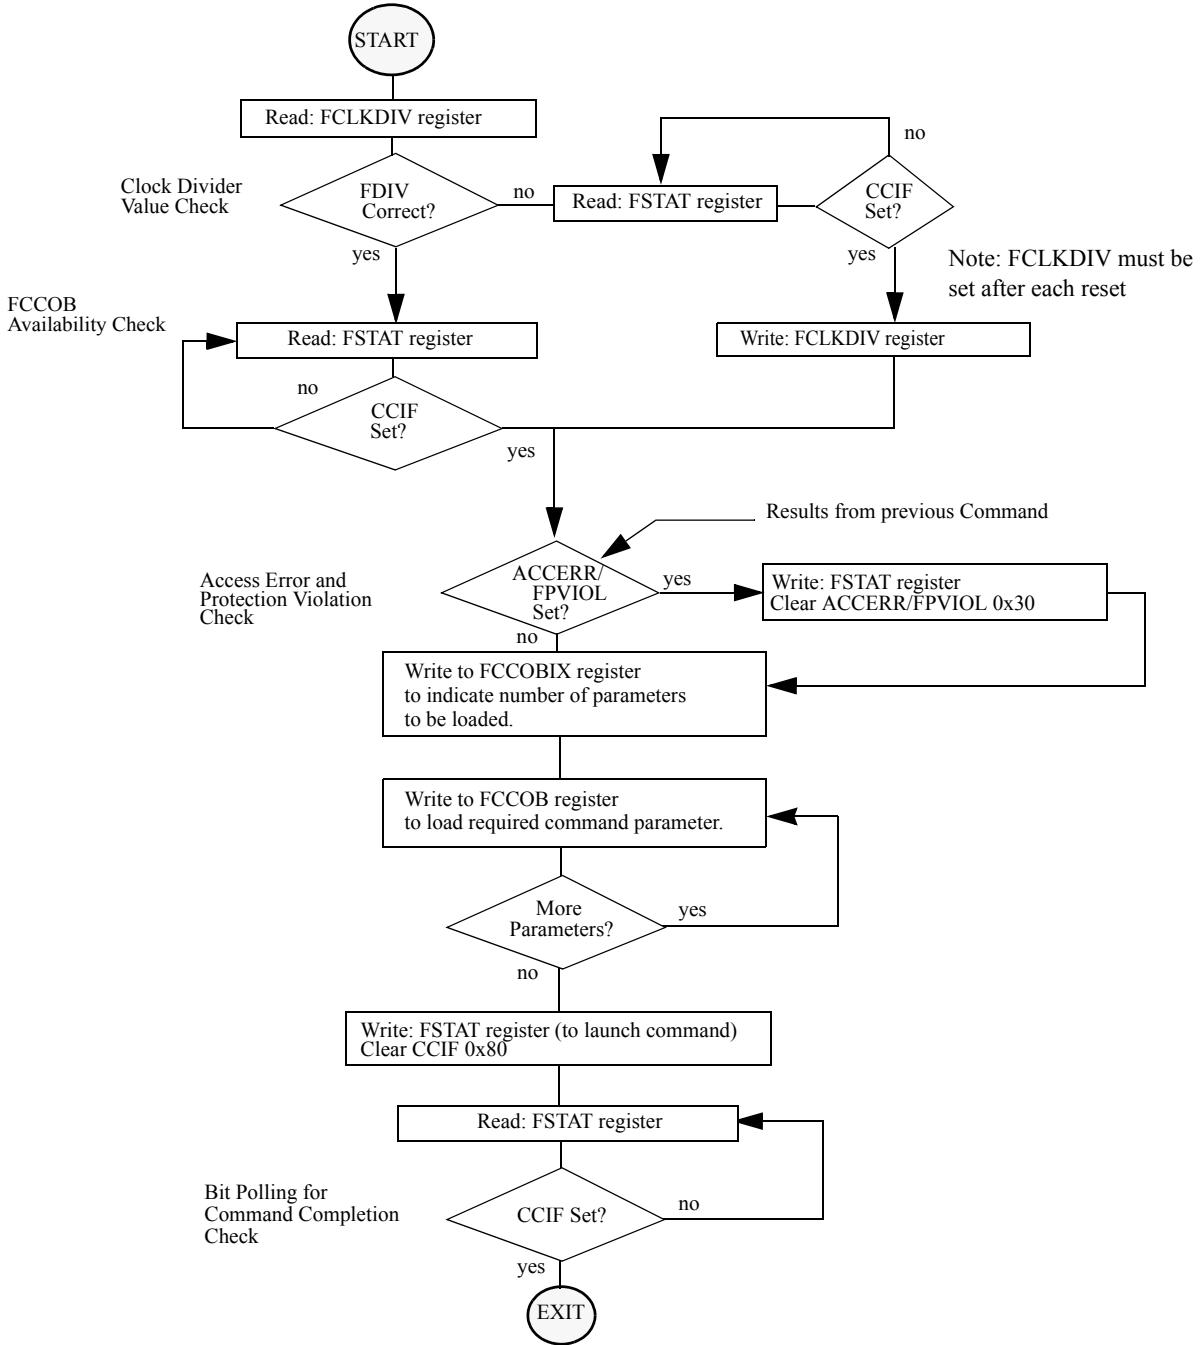 START
Read: FCLKDIV register
no
Clock Divider
Value Check
FDIV
Correct?
no
Read: FSTAT register
CCIF
Set?
yes
yes
Note: FCLKDIV must be
set after each reset
FCCOB
Availability Check
Read: FSTAT register
Write: FCLKDIV register
no
CCIF
Set?
yes
Results from previous Command
Access Error and
Protection Violation
Check
ACCERR/
FPVIOL
Set?
yes
Write: FSTAT register
Clear ACCERR/FPVIOL 0x30
no
Write to FCCOBIX register
to indicate number of parameters
to be loaded.
Write to FCCOB register
to load required command parameter.
More
Parameters?
yes
no
Write: FSTAT register (to launch command)
Clear CCIF 0x80
Read: FSTAT register
Bit Polling for
Command Completion
Check
CCIF Set?
no
yes
EXIT